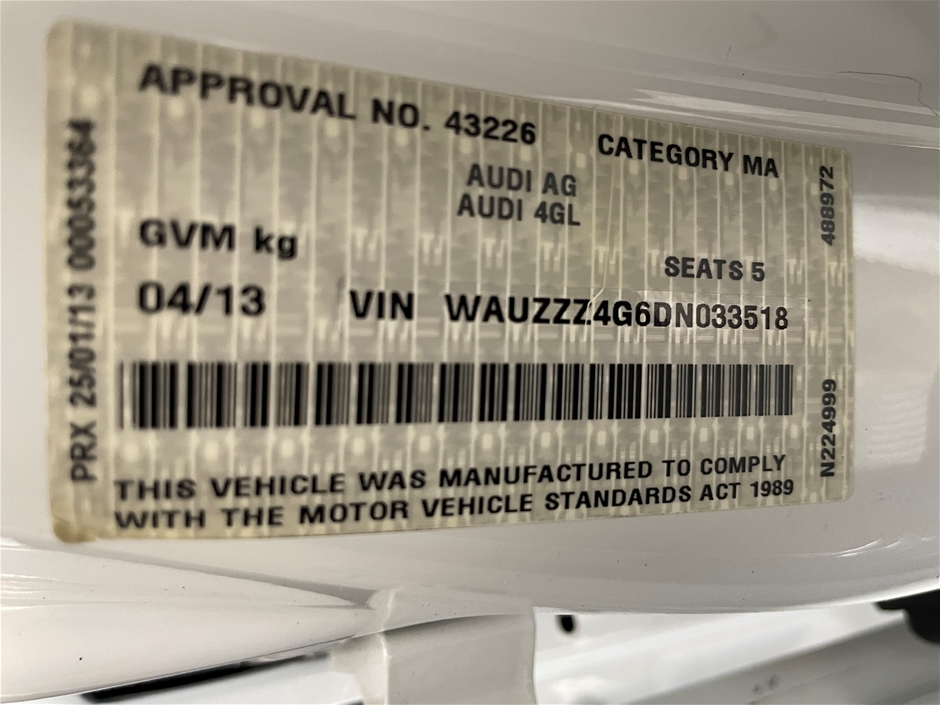 APPROVAL NO. 43226
CATEGORY MA
AUDI AG
AUDI 4GL
GVM kg
SEATS 5
04/13
VIN WAUZZZ4G6DN033518
THIS VEHICLE WAS MANUFACTURED TO COMPLY
WITH THE MOTOR VEHICLE STANDARDS ACT 1989
PRX 25/01/13 000533364
488972
N224999